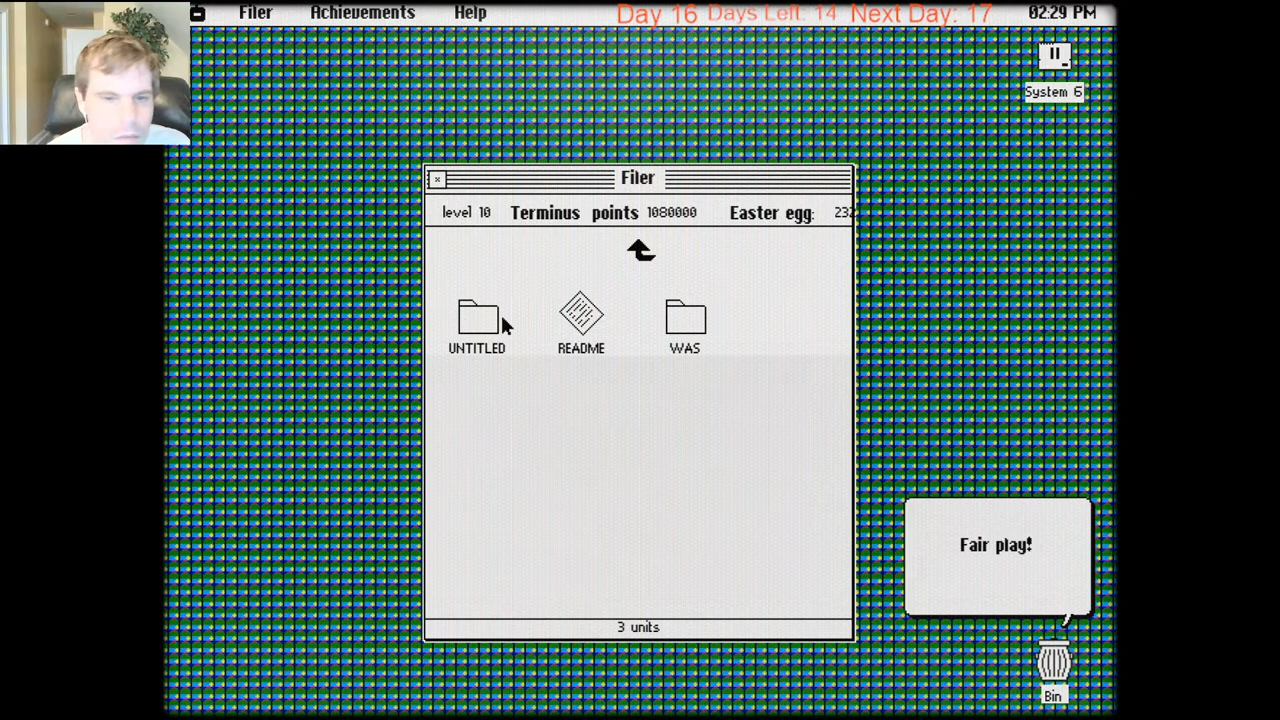 Filer Achievements Help Day 16 Days Left: 14 Next Day: 17 02:29 PM
System 6
Filer
level 10 Terminus points 1080000 Easter egg: 232
UNTITLED README WAS
Fair play!
3 units
Bin